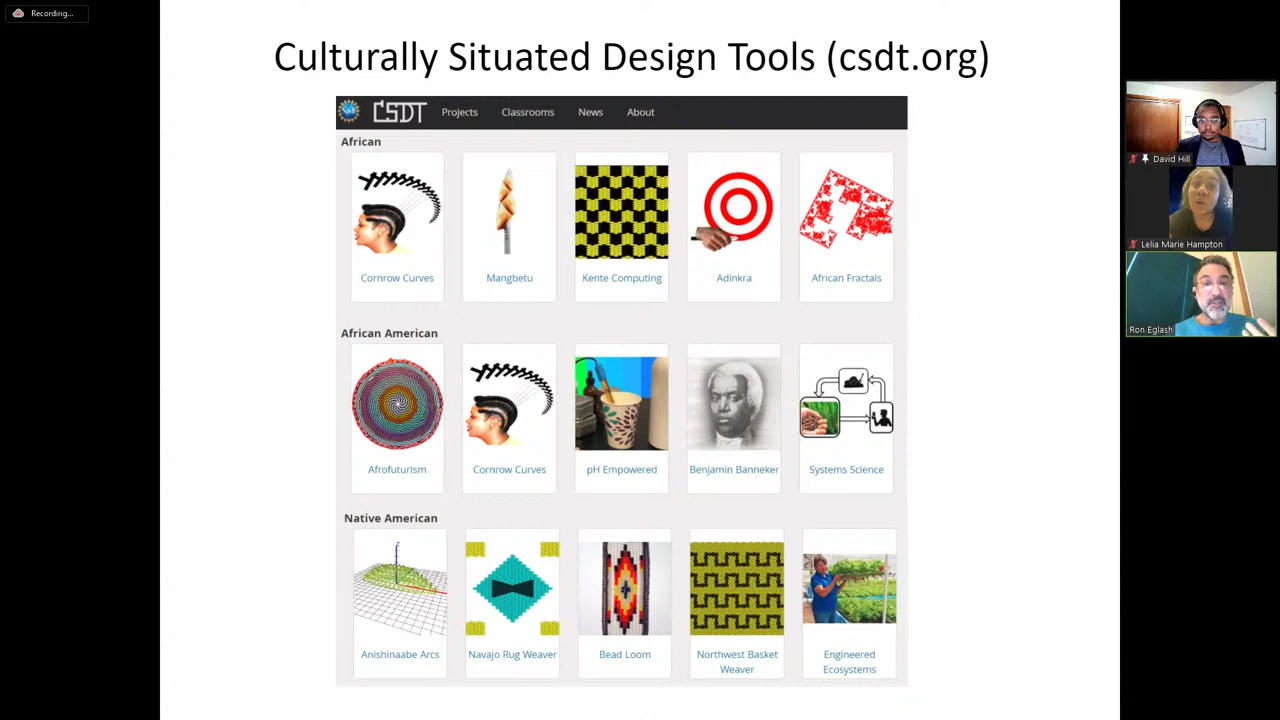 Recording...
Culturally Situated Design Tools (csdt.org)
CSDT Projects Classrooms News About
African
Cornrow Curves
Mangbetu
Kente Computing
Adinkra
African Fractals
African American
Afrofuturism
Cornrow Curves
pH Empowered
Benjamin Banneker
Systems Science
Native American
Anishinaabe Arcs
Navajo Rug Weaver
Bead Loom
Northwest Basket
Weaver
Engineered
Ecosystems
David Hill
Lelia Marie Hampton
Ron Eglash